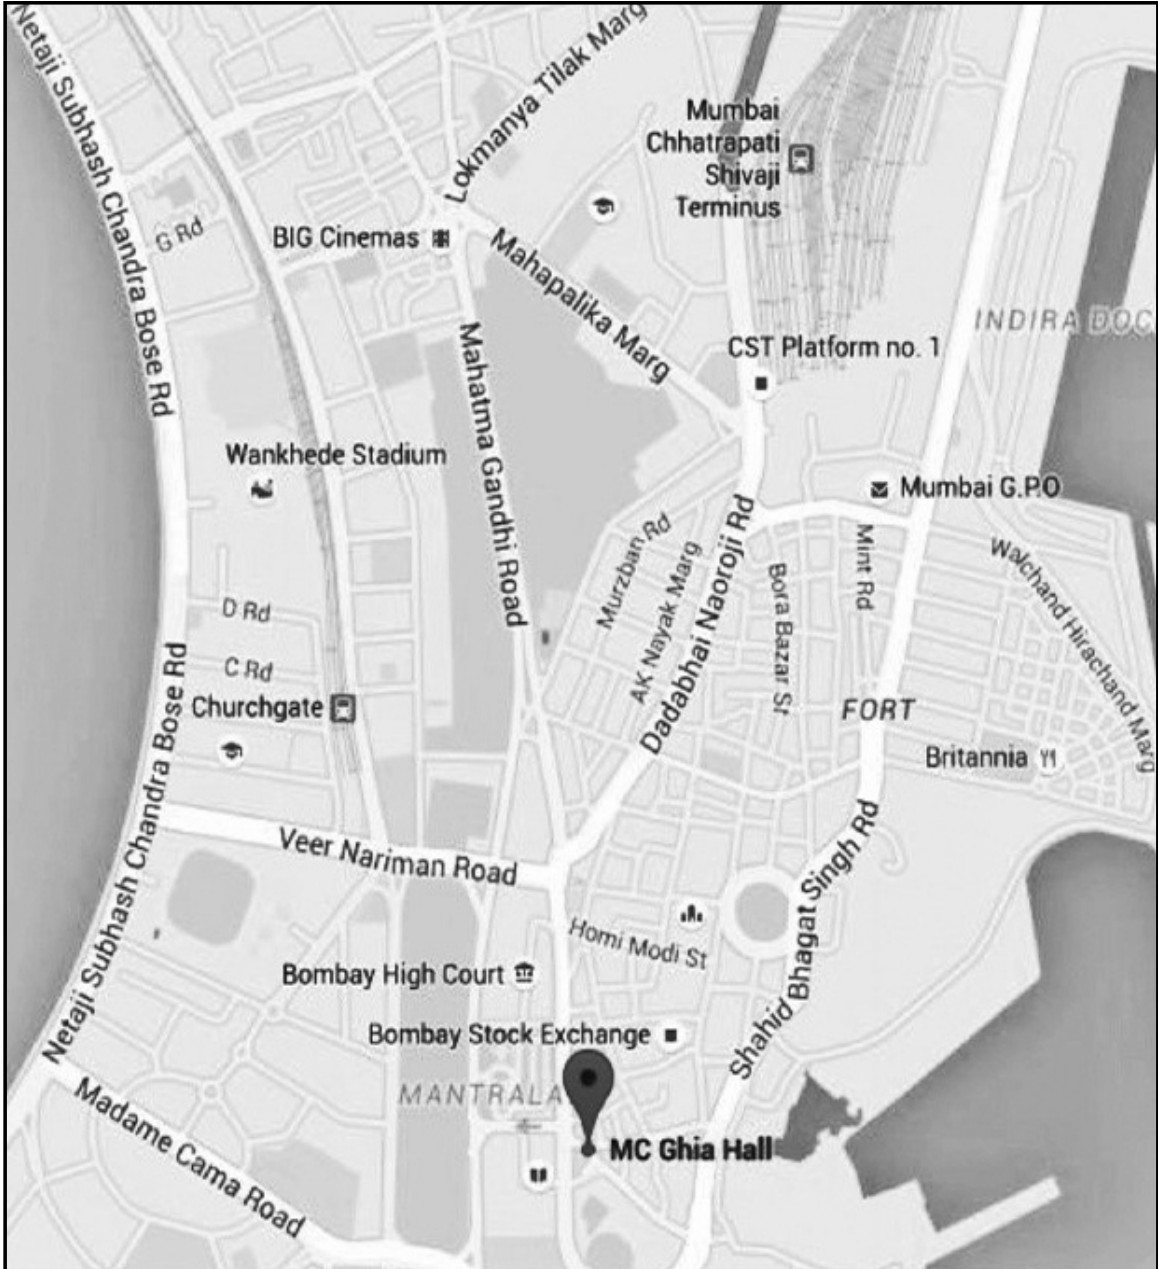 Netaji Subhash Chandra Bose Rd
Lokmanya Tilak Marg
Mumbai
Chhatrapati
Shivaji
Terminus
G Rd
BIG Cinemas
Mahapalika Marg
INDIRA DOC
Mahatma Gandhi Road
CST Platform no. 1
Wankhede Stadium
Mumbai G.P.O
Murzban Rd
AK Nayak Marg
Dadabhai Naoroji Rd
Bora Bazar St
Mint Rd
Walchand Hirachand Marg
D Rd
C Rd
Churchgate
FORT
Britannia
Netaji Subhash Chandra Bose Rd
Veer Nariman Road
Shahid Bhagat Singh Rd
Homi Modi St
Bombay High Court
Bombay Stock Exchange
MANTRALA
Madame Cama Road
MC Ghia Hall